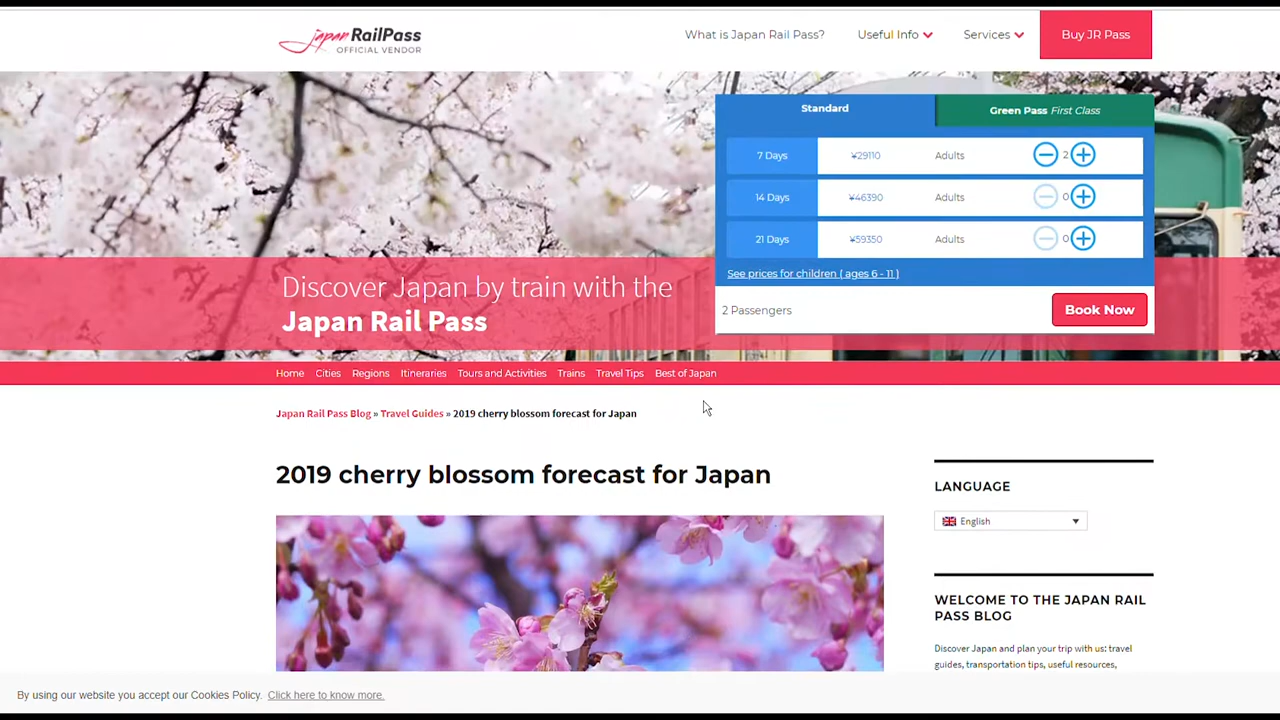 Japan RailPass
OFFICIAL VENDOR
What is Japan Rail Pass?
Useful Info
Services
Buy JR Pass
Standard
Green Pass First Class
7 Days ¥29110 Adults 2
14 Days ¥46390 Adults 0
21 Days ¥59350 Adults 0
See prices for children ( ages 6 - 11 )
2 Passengers
Book Now
Discover Japan by train with the
Japan Rail Pass
Home Cities Regions Itineraries Tours and Activities Trains Travel Tips Best of Japan
Japan Rail Pass Blog » Travel Guides » 2019 cherry blossom forecast for Japan
2019 cherry blossom forecast for Japan
LANGUAGE
English
WELCOME TO THE JAPAN RAIL
PASS BLOG
Discover Japan and plan your trip with us: travel
guides, transportation tips, useful resources,
By using our website you accept our Cookies Policy. Click here to know more.